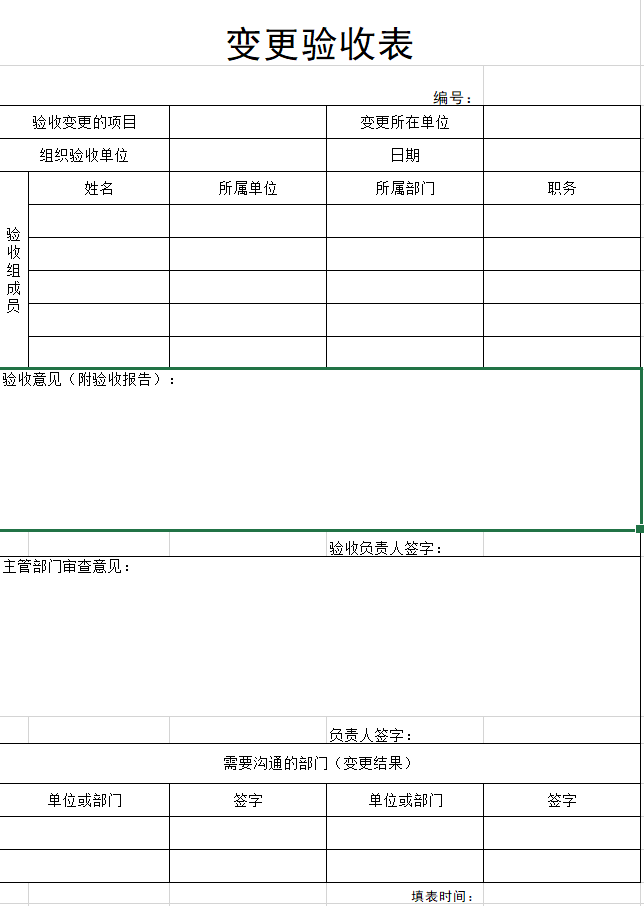 变更验收表
编号：
验收变更的项目 变更所在单位
组织验收单位 日期
验收组成员 姓名 所属单位 所属部门 职务
验收意见（附验收报告）：
验收负责人签字：
主管部门审查意见：
负责人签字：
需要沟通的部门（变更结果）
单位或部门 签字 单位或部门 签字
填表时间：